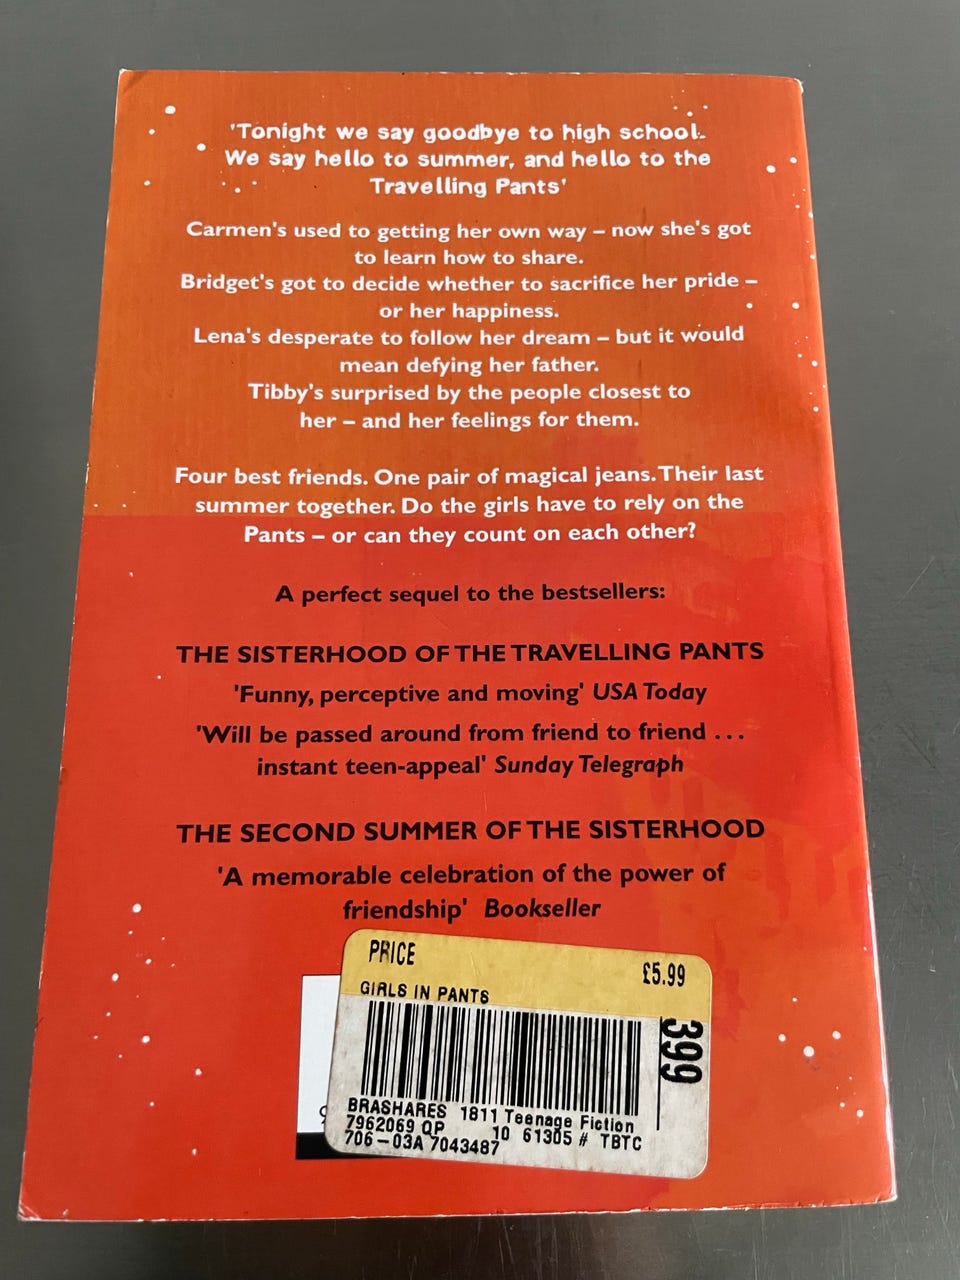 'Tonight we say goodbye to high school.
We say hello to summer, and hello to the
Travelling Pants'
Carmen's used to getting her own way – now she's got
to learn how to share.
Bridget's got to decide whether to sacrifice her pride –
or her happiness.
Lena's desperate to follow her dream – but it would
mean defying her father.
Tibby's surprised by the people closest to
her – and her feelings for them.
Four best friends. One pair of magical jeans. Their last
summer together. Do the girls have to rely on the
Pants – or can they count on each other?
A perfect sequel to the bestsellers:
THE SISTERHOOD OF THE TRAVELLING PANTS
'Funny, perceptive and moving' USA Today
'Will be passed around from friend to friend ...
instant teen-appeal' Sunday Telegraph
THE SECOND SUMMER OF THE SISTERHOOD
'A memorable celebration of the power of
friendship' Bookseller
PRICE £5.99
GIRLS IN PANTS
399
BRASHARES 1811 Teenage Fiction
7962069 QP 10 61305 # TBTC
706-03A 7043487